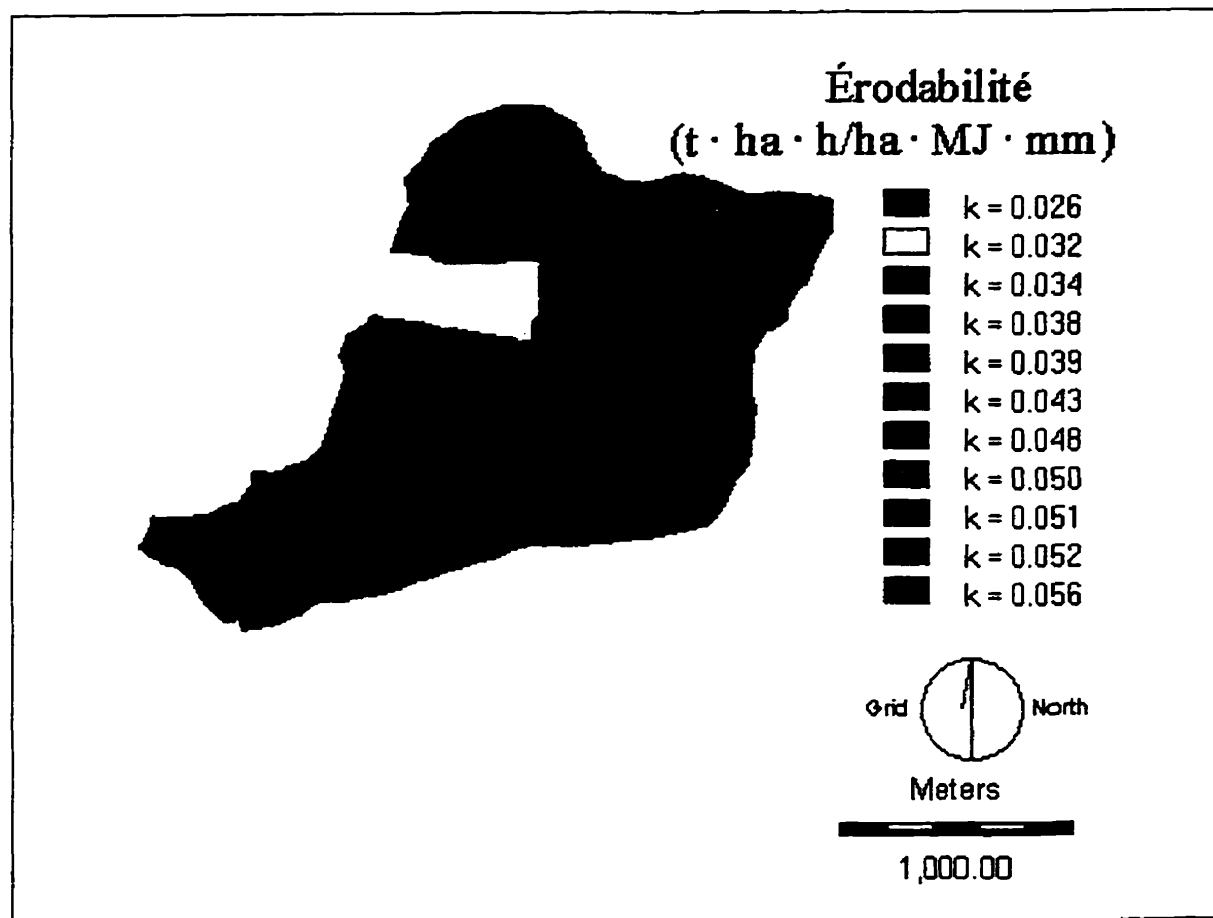 Érodabilité
(t · ha · h/ha · MJ · mm)
k = 0.026
k = 0.032
k = 0.034
k = 0.038
k = 0.039
k = 0.043
k = 0.048
k = 0.050
k = 0.051
k = 0.052
k = 0.056
Grid North
Meters
1,000.00